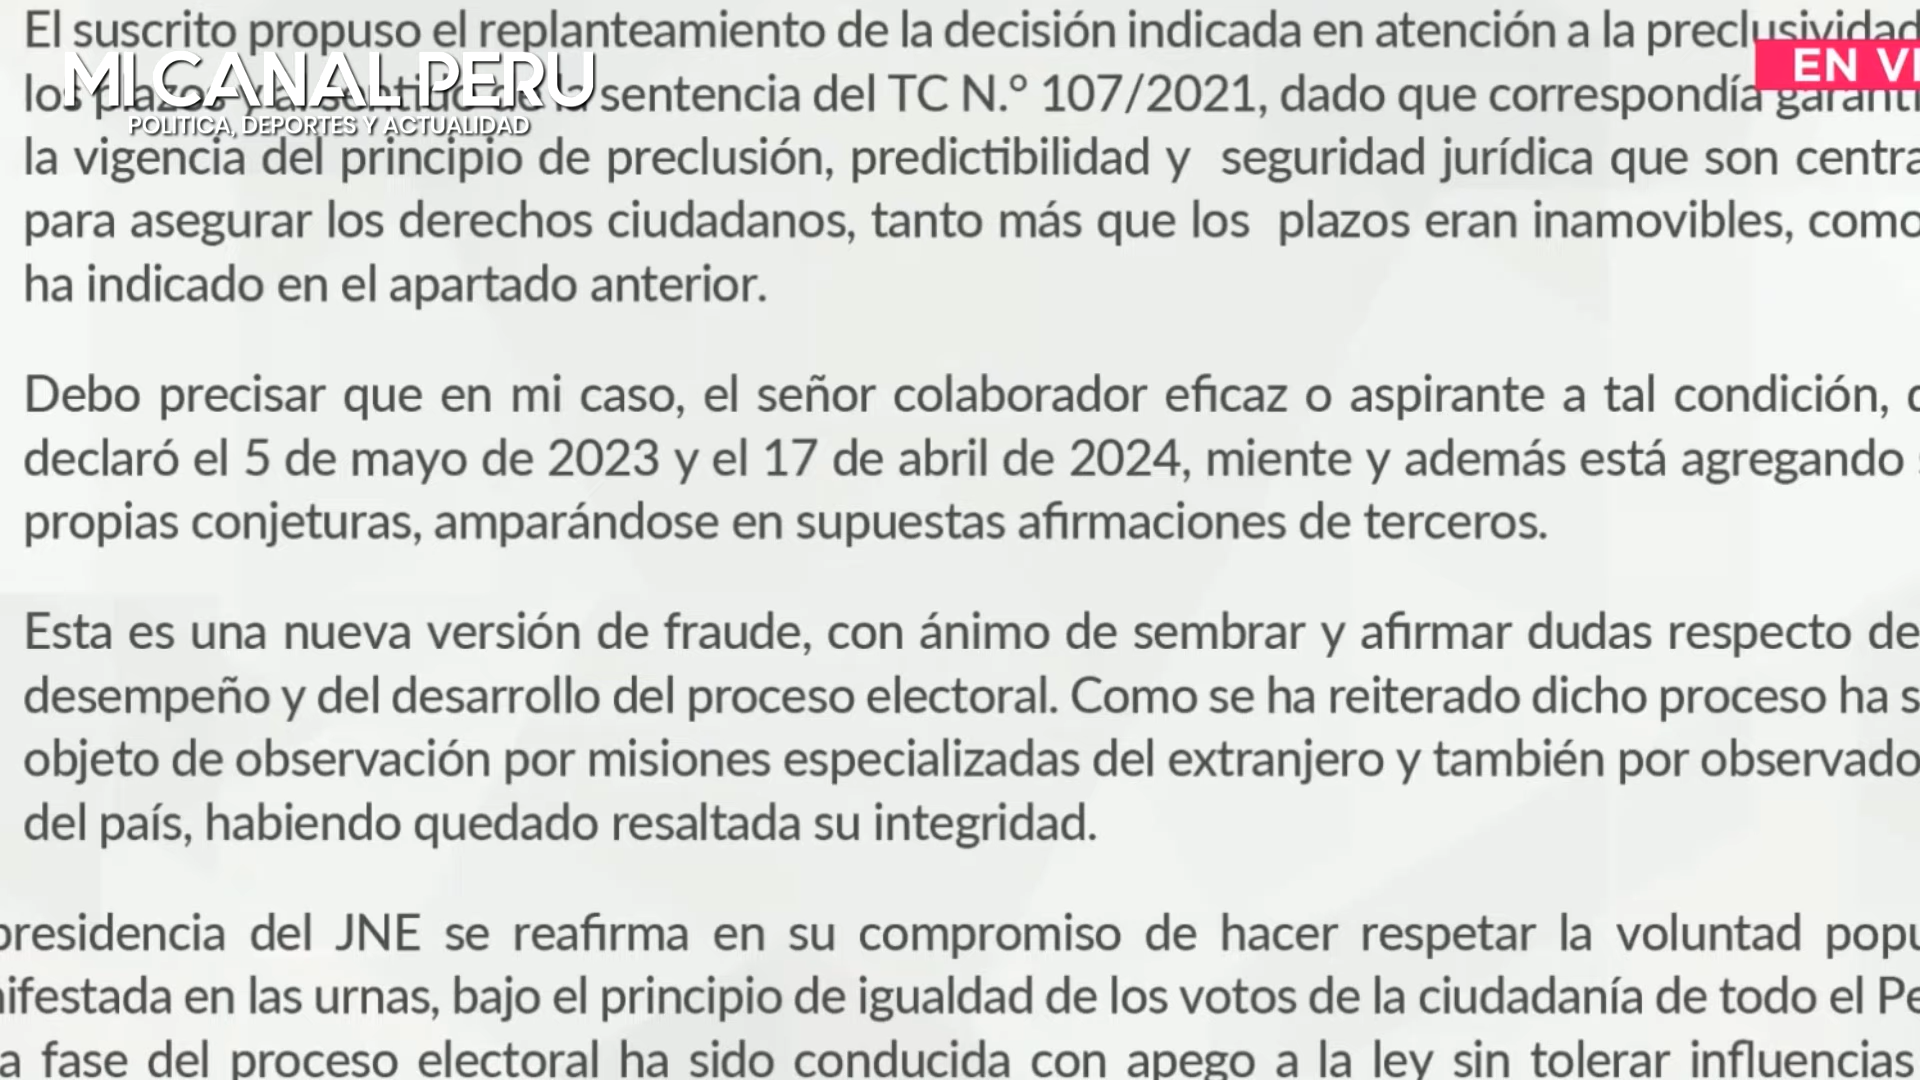 El suscrito propuso el replanteamiento de la decisión indicada en atención a la preclusividad
MI CANAL PERU
EN VI
los plazos y al sentido de la sentencia del TC N.º 107/2021, dado que correspondía garanti
POLITICA, DEPORTES Y ACTUALIDAD
la vigencia del principio de preclusión, predictibilidad y seguridad jurídica que son centra
para asegurar los derechos ciudadanos, tanto más que los plazos eran inamovibles, como
ha indicado en el apartado anterior.
Debo precisar que en mi caso, el señor colaborador eficaz o aspirante a tal condición,
declaró el 5 de mayo de 2023 y el 17 de abril de 2024, miente y además está agregando
propias conjeturas, amparándose en supuestas afirmaciones de terceros.
Esta es una nueva versión de fraude, con ánimo de sembrar y afirmar dudas respecto de
desempeño y del desarrollo del proceso electoral. Como se ha reiterado dicho proceso ha s
objeto de observación por misiones especializadas del extranjero y también por observado
del país, habiendo quedado resaltada su integridad.
presidencia del JNE se reafirma en su compromiso de hacer respetar la voluntad popu
ifestada en las urnas, bajo el principio de igualdad de los votos de la ciudadanía de todo el Pe
a fase del proceso electoral ha sido conducida con apego a la ley sin tolerar influencias